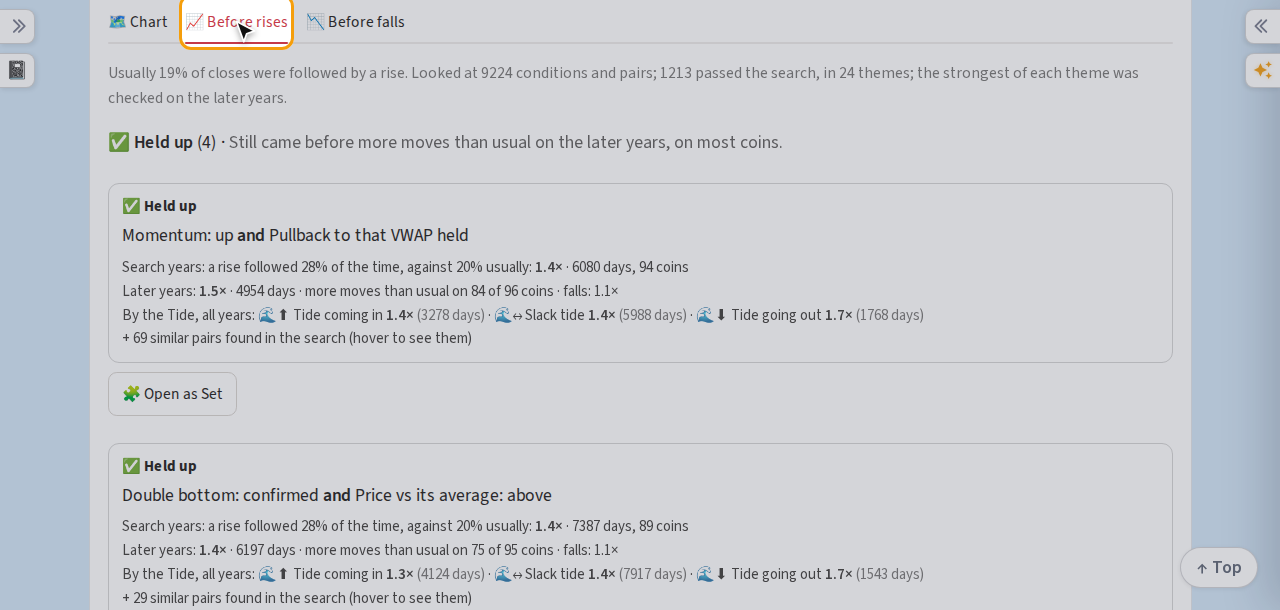 🗺️ Chart 📈 Before rises 📉 Before falls
Usually 19% of closes were followed by a rise. Looked at 9224 conditions and pairs; 1213 passed the search, in 24 themes; the strongest of each theme was
checked on the later years.
✅ Held up (4) · Still came before more moves than usual on the later years, on most coins.
✅ Held up
Momentum: up and Pullback to that VWAP held
Search years: a rise followed 28% of the time, against 20% usually: 1.4× · 6080 days, 94 coins
Later years: 1.5× · 4954 days · more moves than usual on 84 of 96 coins · falls: 1.1×
By the Tide, all years: 🌊⬆ Tide coming in 1.4× (3278 days) · 🌊↔ Slack tide 1.4× (5988 days) · 🌊⬇ Tide going out 1.7× (1768 days)
+ 69 similar pairs found in the search (hover to see them)
🧩 Open as Set
✅ Held up
Double bottom: confirmed and Price vs its average: above
Search years: a rise followed 28% of the time, against 20% usually: 1.4× · 7387 days, 89 coins
Later years: 1.4× · 6197 days · more moves than usual on 75 of 95 coins · falls: 1.1×
By the Tide, all years: 🌊⬆ Tide coming in 1.3× (4124 days) · 🌊↔ Slack tide 1.4× (7917 days) · 🌊⬇ Tide going out 1.7× (1543 days)
+ 29 similar pairs found in the search (hover to see them)
↑ Top